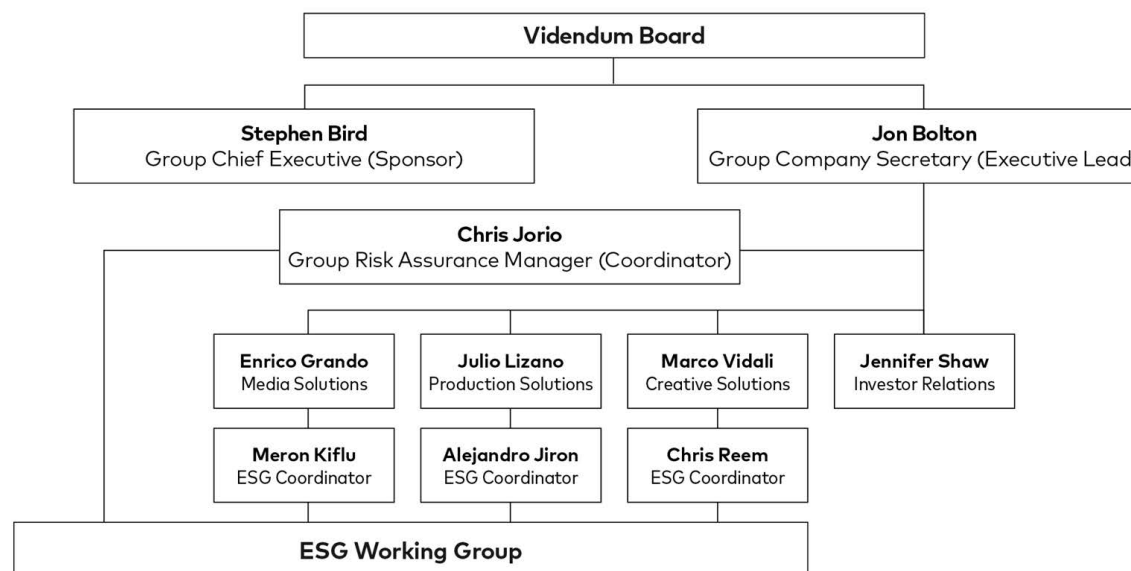 Videndum Board
Stephen Bird
Group Chief Executive (Sponsor)
Jon Bolton
Group Company Secretary (Executive Lead
Chris Jorio
Group Risk Assurance Manager (Coordinator)
Enrico Grando
Media Solutions
Julio Lizano
Production Solutions
Marco Vidali
Creative Solutions
Jennifer Shaw
Investor Relations
Meron Kiflu
ESG Coordinator
Alejandro Jiron
ESG Coordinator
Chris Reem
ESG Coordinator
ESG Working Group